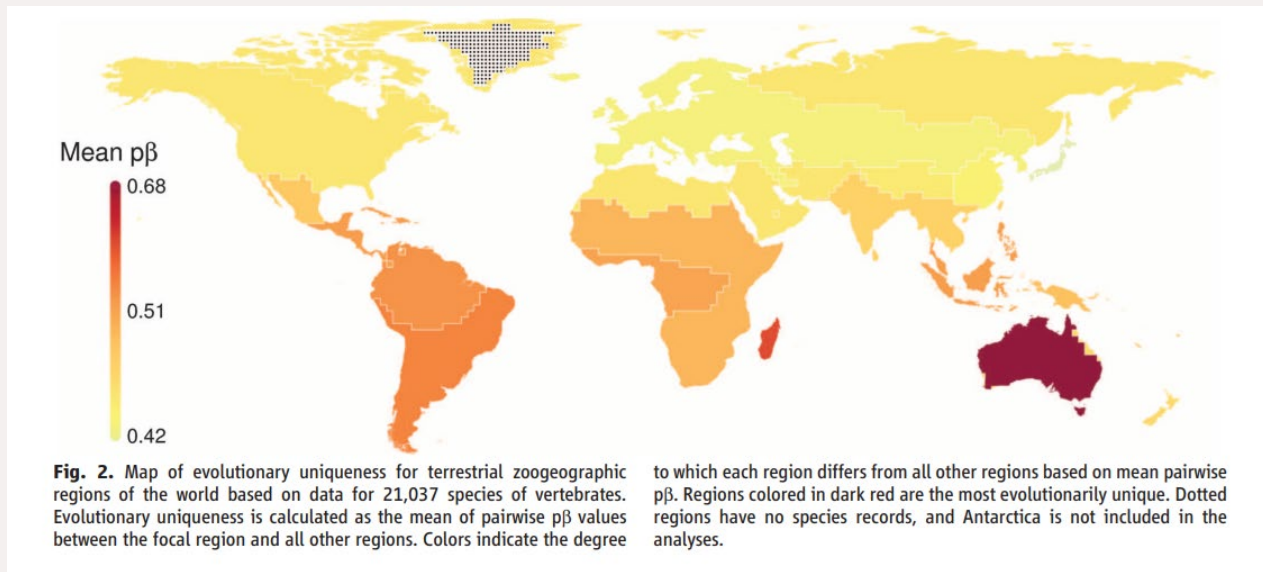 Mean pβ
0.68
0.51
0.42
Fig. 2. Map of evolutionary uniqueness for terrestrial zoogeographic
regions of the world based on data for 21,037 species of vertebrates.
Evolutionary uniqueness is calculated as the mean of pairwise pβ values
between the focal region and all other regions. Colors indicate the degree
to which each region differs from all other regions based on mean pairwise
pβ. Regions colored in dark red are the most evolutionarily unique. Dotted
regions have no species records, and Antarctica is not included in the
analyses.